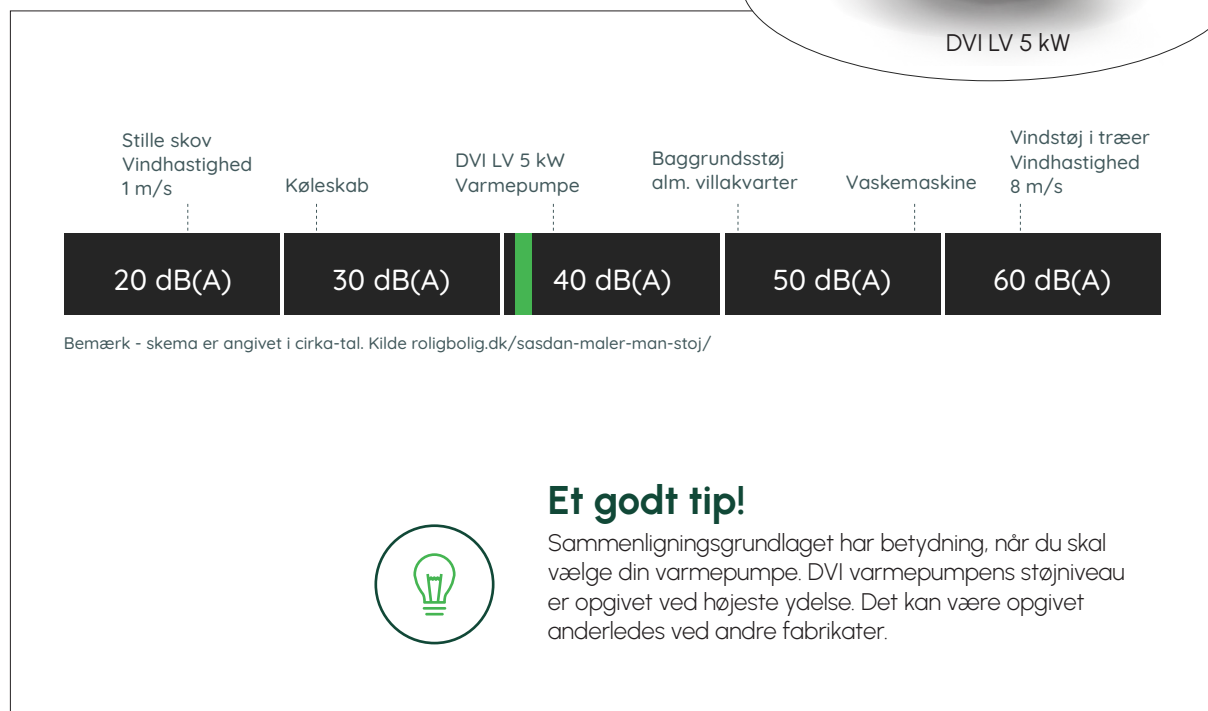 DVI LV 5 kW
Stille skov
Vindhastighed
1 m/s
Køleskab
DVI LV 5 kW
Varmepumpe
Baggrundsstøj
alm. villakvarter
Vaskemaskine
Vindstøj i træer
Vindhastighed
8 m/s
20 dB(A)
30 dB(A)
40 dB(A)
50 dB(A)
60 dB(A)
Bemærk - skema er angivet i cirka-tal. Kilde roligbolig.dk/sasdan-maler-man-stoj/
Et godt tip!
Sammenligningsgrundlaget har betydning, når du skal
vælge din varmepumpe. DVI varmepumpens støjniveau
er opgivet ved højeste ydelse. Det kan være opgivet
anderledes ved andre fabrikater.